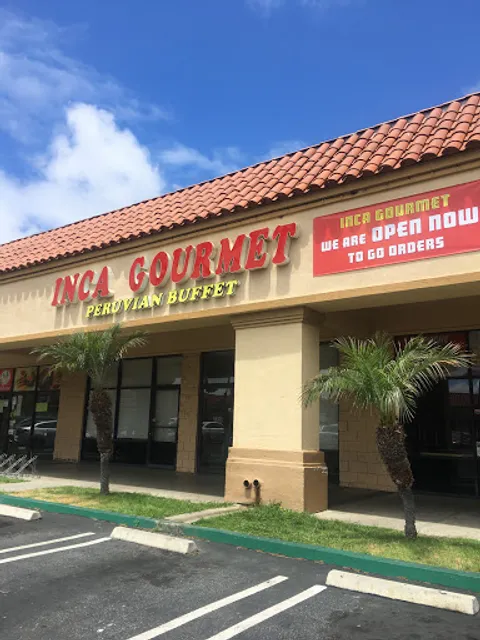 INCA GOURMET
PERUVIAN BUFFET
INCA GOURMET
WE ARE OPEN NOW
TO GO ORDERS